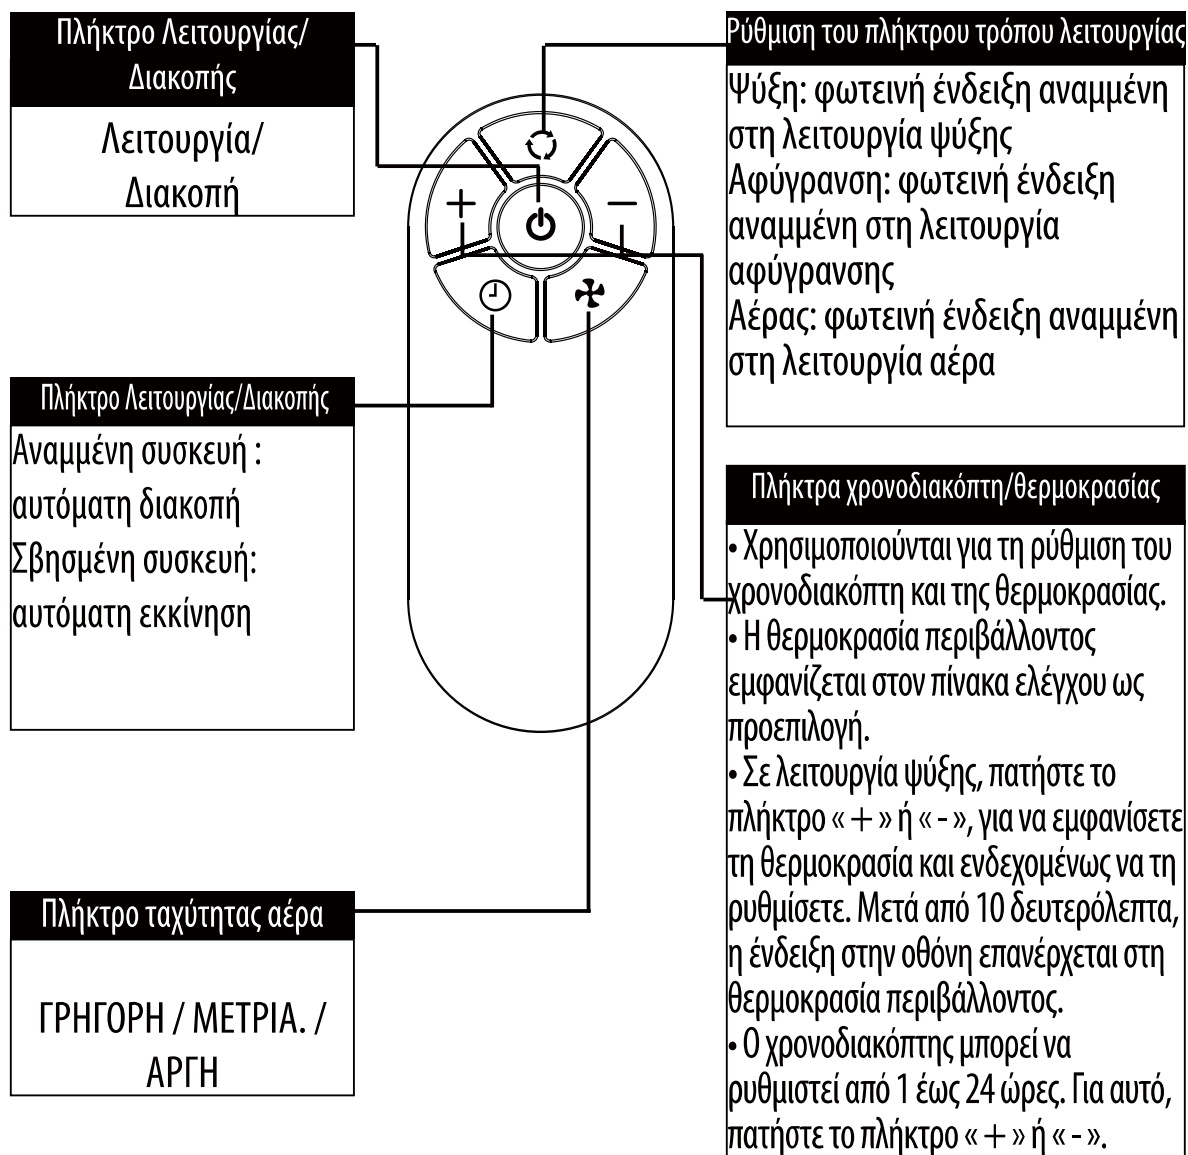 Πλήκτρο Λειτουργίας/
Διακοπής
Λειτουργία/
Διακοπή
Πλήκτρο Λειτουργίας/Διακοπής
Αναμμένη συσκευή :
αυτόματη διακοπή
Σβησμένη συσκευή:
αυτόματη εκκίνηση
Πλήκτρο ταχύτητας αέρα
ΓΡΗΓΟΡΗ / ΜΕΤΡΙΑ. /
ΑΡΓΗ
Ρύθμιση του πλήκτρου τρόπου λειτουργίας
Ψύξη: φωτεινή ένδειξη αναμμένη
στη λειτουργία ψύξης
Αφύγρανση: φωτεινή ένδειξη
αναμμένη στη λειτουργία
αφύγρανσης
Αέρας: φωτεινή ένδειξη αναμμένη
στη λειτουργία αέρα
Πλήκτρα χρονοδιακόπτη/θερμοκρασίας
• Χρησιμοποιούνται για τη ρύθμιση του
χρονοδιακόπτη και της θερμοκρασίας.
• Η θερμοκρασία περιβάλλοντος
εμφανίζεται στον πίνακα ελέγχου ως
προεπιλογή.
• Σε λειτουργία ψύξης, πατήστε το
πλήκτρο « + » ή « - », για να εμφανίσετε
τη θερμοκρασία και ενδεχομένως να τη
ρυθμίσετε. Μετά από 10 δευτερόλεπτα,
η ένδειξη στην οθόνη επανέρχεται στη
θερμοκρασία περιβάλλοντος.
• Ο χρονοδιακόπτης μπορεί να
ρυθμιστεί από 1 έως 24 ώρες. Για αυτό,
πατήστε το πλήκτρο « + » ή « - ».